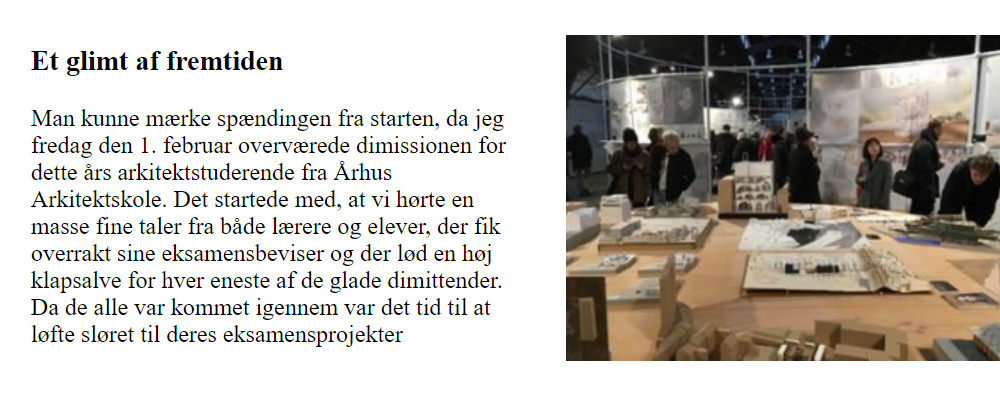 Et glimt af fremtiden
Man kunne mærke spændingen fra starten, da jeg
fredag den 1. februar overværede dimissionen for
dette års arkitektstuderende fra Århus
Arkitektskole. Det startede med, at vi hørte en
masse fine taler fra både lærere og elever, der fik
overrakt sine eksamensbeviser og der lød en høj
klapsalve for hver eneste af de glade dimittender.
Da de alle var kommet igennem var det tid til at
løfte sløret til deres eksamensprojekter